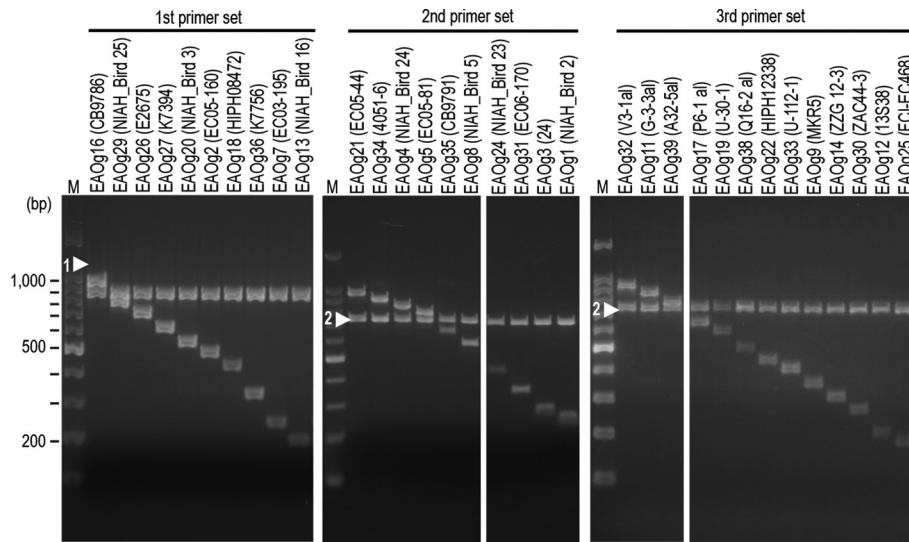 1st primer set
2nd primer set
3rd primer set
M
EAOg16 (CB9786)
EAOg29 (NIAH_Bird 25)
EAOg26 (E2675)
EAOg27 (K7394)
EAOg20 (NIAH_Bird 3)
EAOg2 (EC05-160)
EAOg18 (HIPH08472)
EAOg36 (K7756)
EAOg7 (EC03-195)
EAOg13 (NIAH_Bird 16)
M
EAOg21 (EC05-44)
EAOg34 (4051-6)
EAOg4 (NIAH_Bird 24)
EAOg5 (EC05-81)
EAOg35 (CB9791)
EAOg8 (NIAH_Bird 5)
EAOg24 (NIAH_Bird 23)
EAOg31 (EC06-170)
EAOg3 (24)
EAOg1 (NIAH_Bird 2)
M
EAOg32 (V3-1al)
EAOg11 (G-3-3al)
EAOg39 (A32-5al)
EAOg17 (P6-1 al)
EAOg19 (U-30-1)
EAOg38 (Q16-2 al)
EAOg22 (HIPH12338)
EAOg33 (U-112-1)
EAOg9 (MKR5)
EAOg14 (ZZG 12-3)
EAOg30 (ZAC44-3)
EAOg12 (13S38)
EAOg25 (ECI-EC468)
(bp)
1,000
500
200
1
2
2